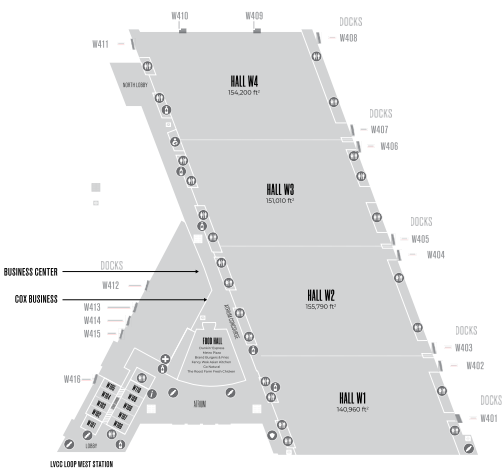 W410
W409
DOCKS
W408
W411
HALL W4
154,200 ft²
NORTH LOBBY
DOCKS
W407
W406
HALL W3
151,010 ft²
DOCKS
W405
W404
BUSINESS CENTER
DOCKS
W412
COX BUSINESS
W413
W414
W415
HALL W2
155,790 ft²
FOOD HALL
DOCKS
W403
W402
W416
HALL W1
140,960 ft²
ATRIUM
DOCKS
W401
LOBBY
LVCC LOOP WEST STATION